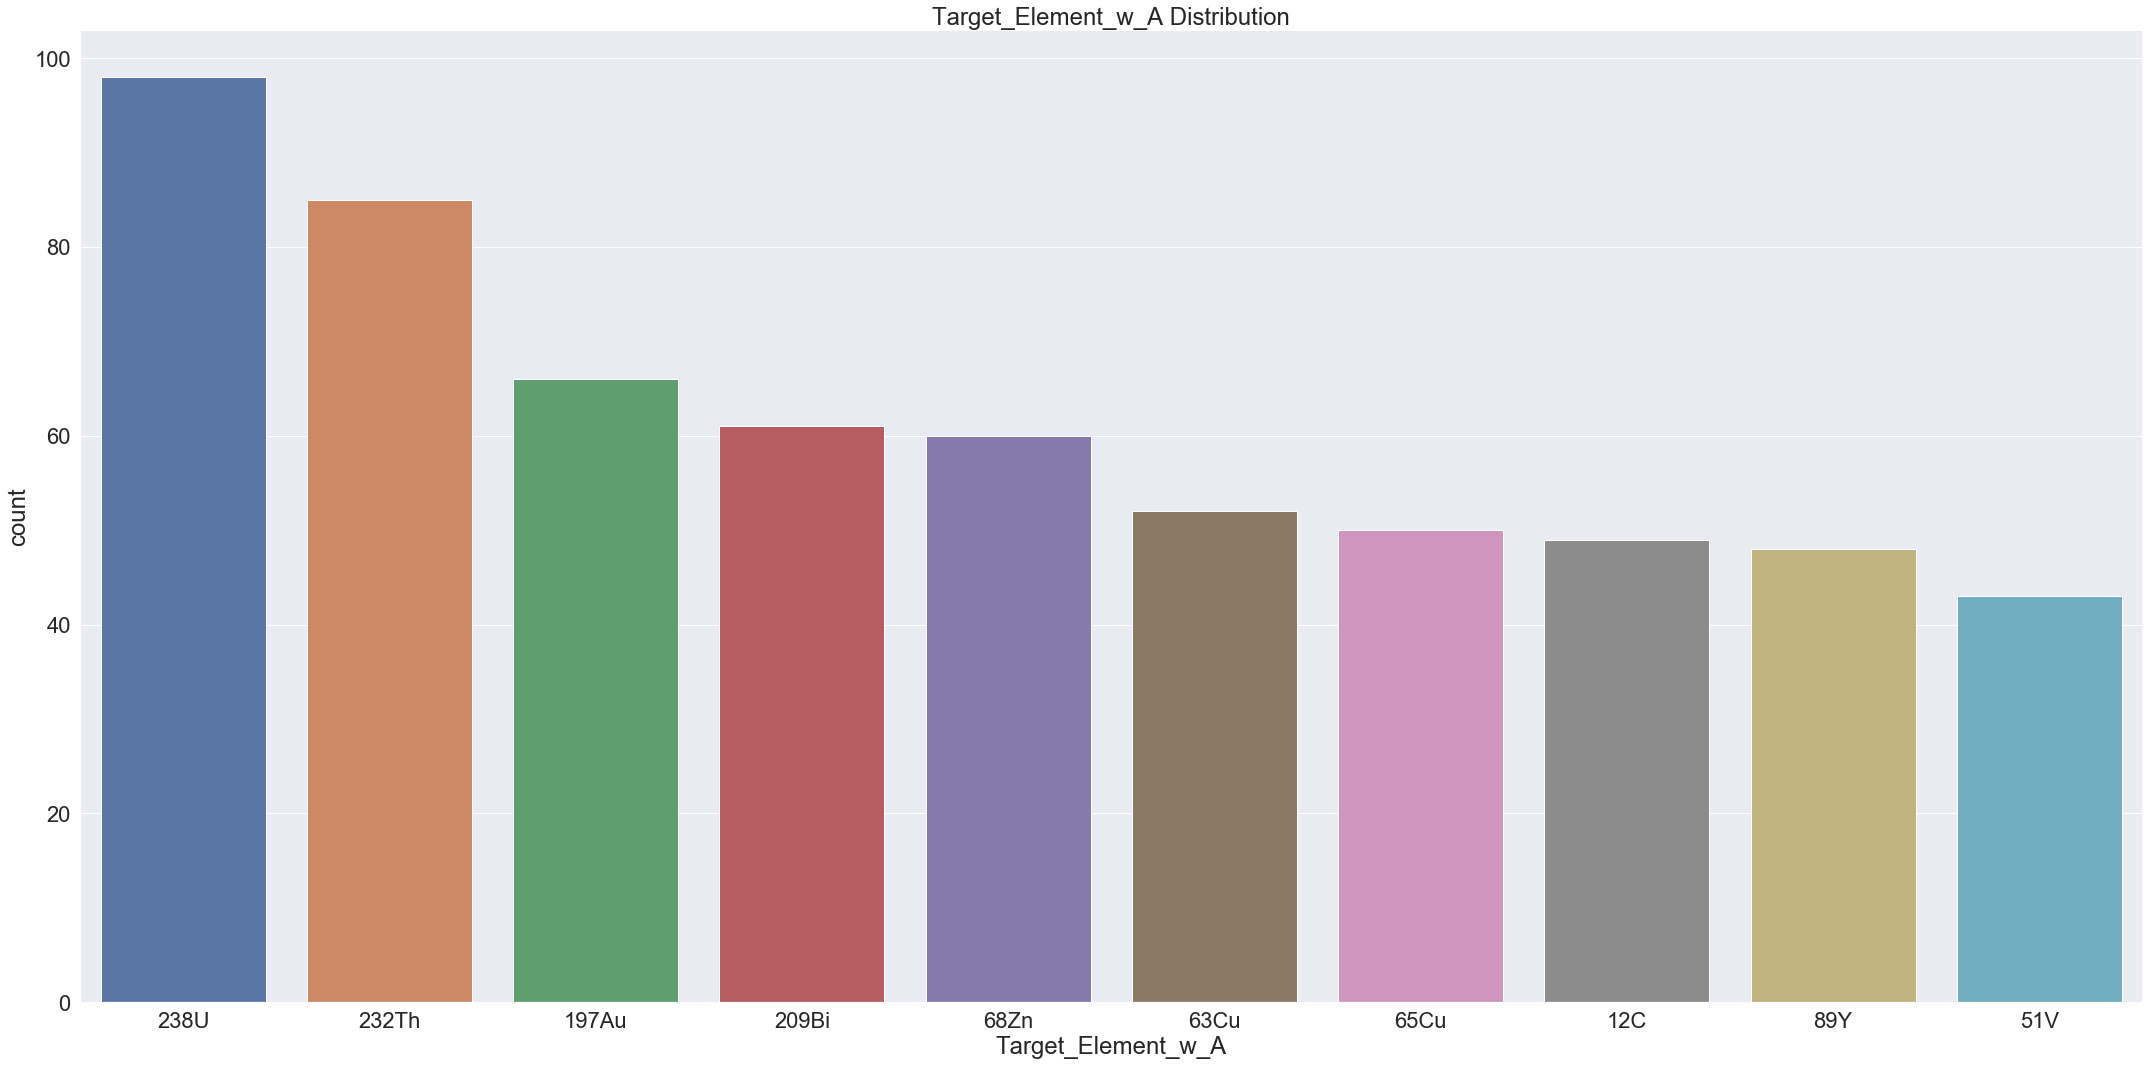 Target_Element_w_A Distribution
100
80
60
40
20
0
count
238U 232Th 197Au 209Bi 68Zn 63Cu 65Cu 12C 89Y 51V
Target_Element_w_A